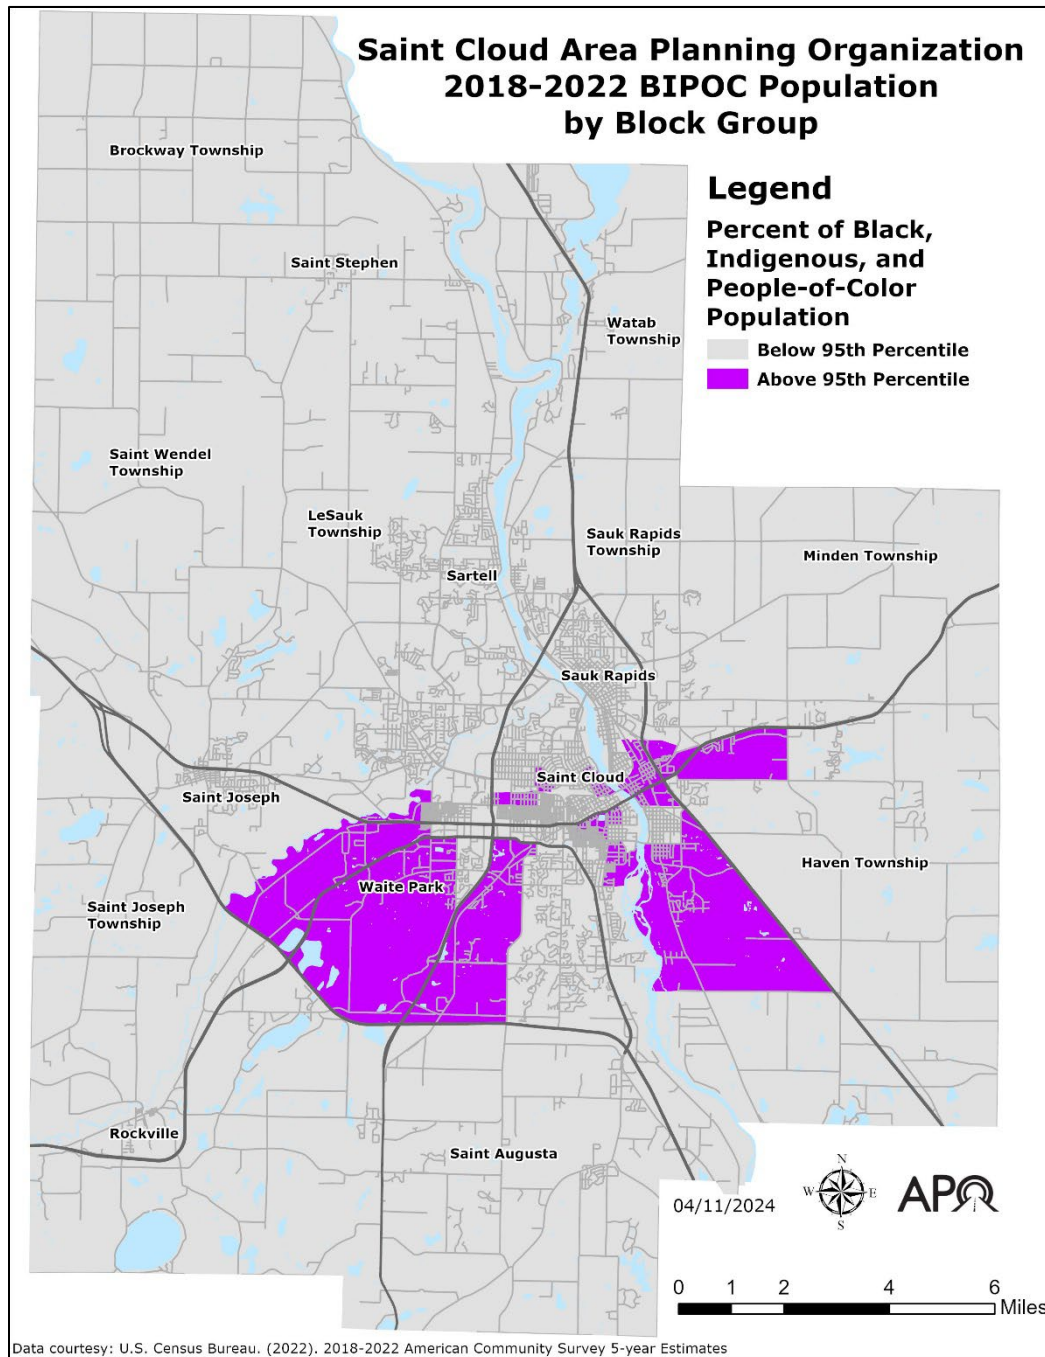 Saint Cloud Area Planning Organization
2018-2022 BIPOC Population
by Block Group
Legend
Percent of Black,
Indigenous, and
People-of-Color
Population
Below 95th Percentile
Above 95th Percentile
Brockway Township
Saint Stephen
Watab
Township
Saint Wendel
Township
LeSauk
Township
Sauk Rapids
Township
Minden Township
Sartell
Sauk Rapids
Saint Cloud
Saint Joseph
Waite Park
Haven Township
Saint Joseph
Township
Rockville
Saint Augusta
04/11/2024
N
W E
S
APO
0 1 2 4 6
Miles
Data courtesy: U.S. Census Bureau. (2022). 2018-2022 American Community Survey 5-year Estimates